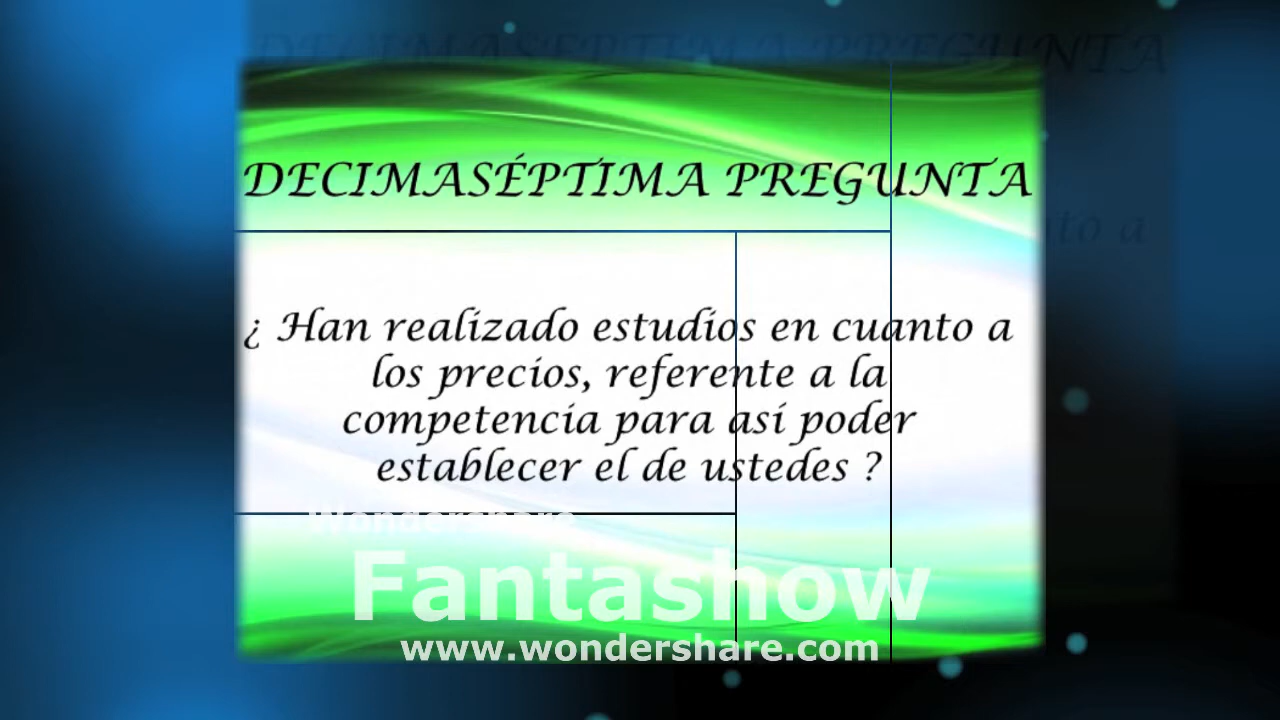 DECIMASÉPTIMA PREGUNTA
¿ Han realizado estudios en cuanto a
los precios, referente a la
competencia para así poder
establecer el de ustedes ?
Wondershare
Fantashow
www.wondershare.com